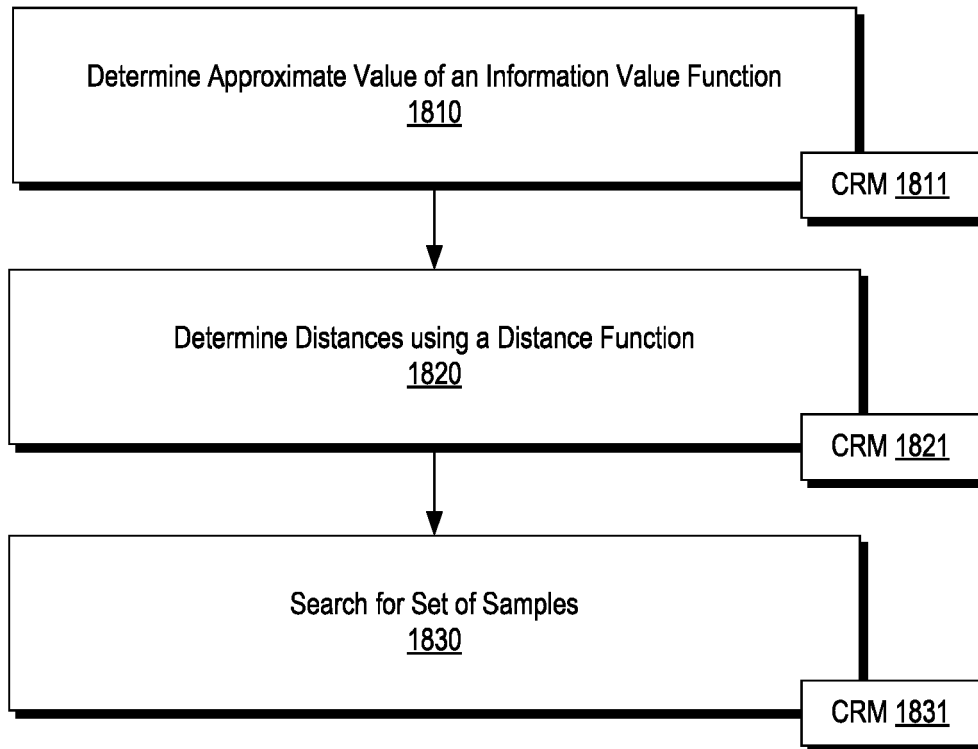 Determine Approximate Value of an Information Value Function
1810
CRM 1811
Determine Distances using a Distance Function
1820
CRM 1821
Search for Set of Samples
1830
CRM 1831